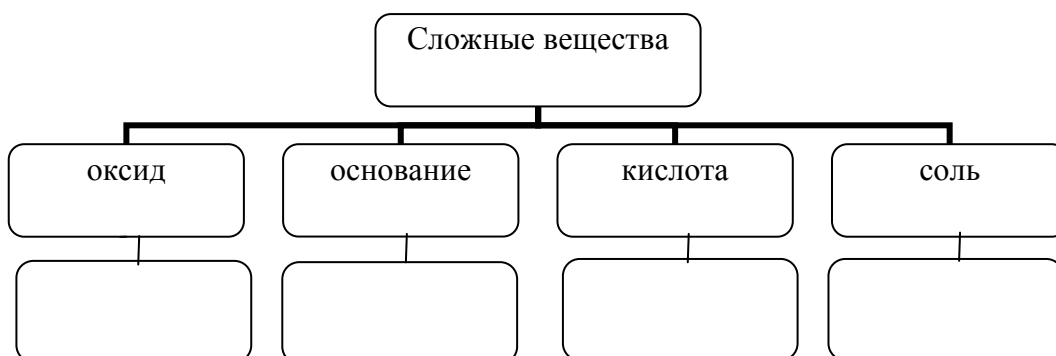 Сложные вещества
оксид
основание
кислота
соль